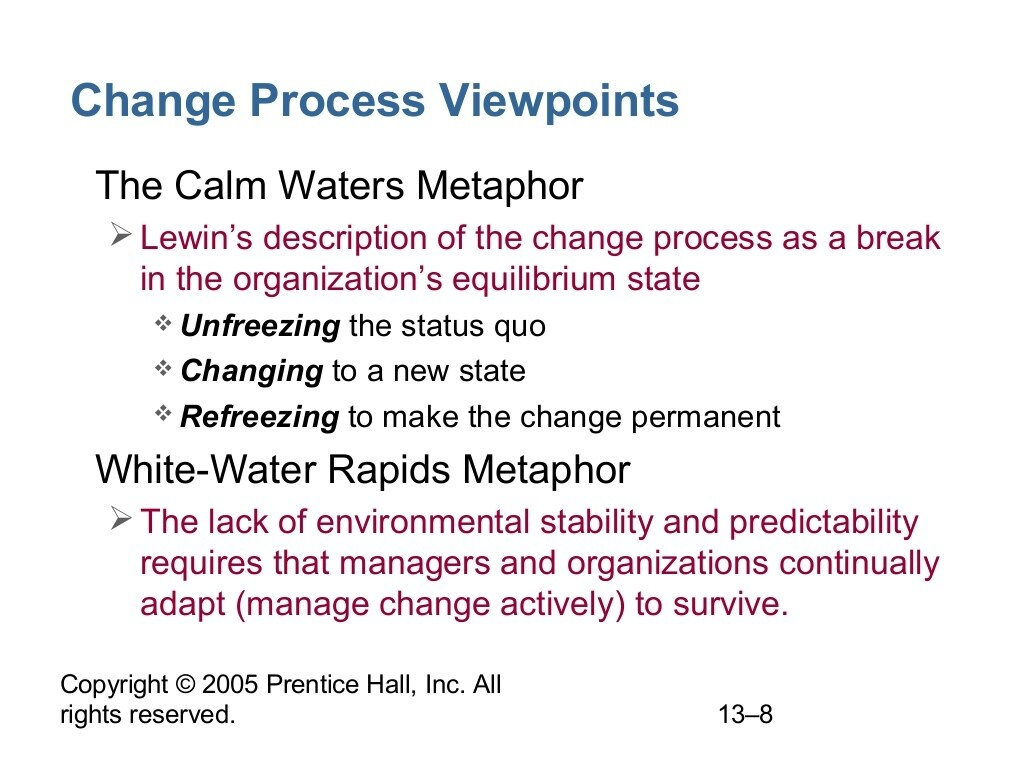 Change Process Viewpoints
The Calm Waters Metaphor
Lewin’s description of the change process as a break
in the organization’s equilibrium state
Unfreezing the status quo
Changing to a new state
Refreezing to make the change permanent
White-Water Rapids Metaphor
The lack of environmental stability and predictability
requires that managers and organizations continually
adapt (manage change actively) to survive.
Copyright © 2005 Prentice Hall, Inc. All
rights reserved.
13–8